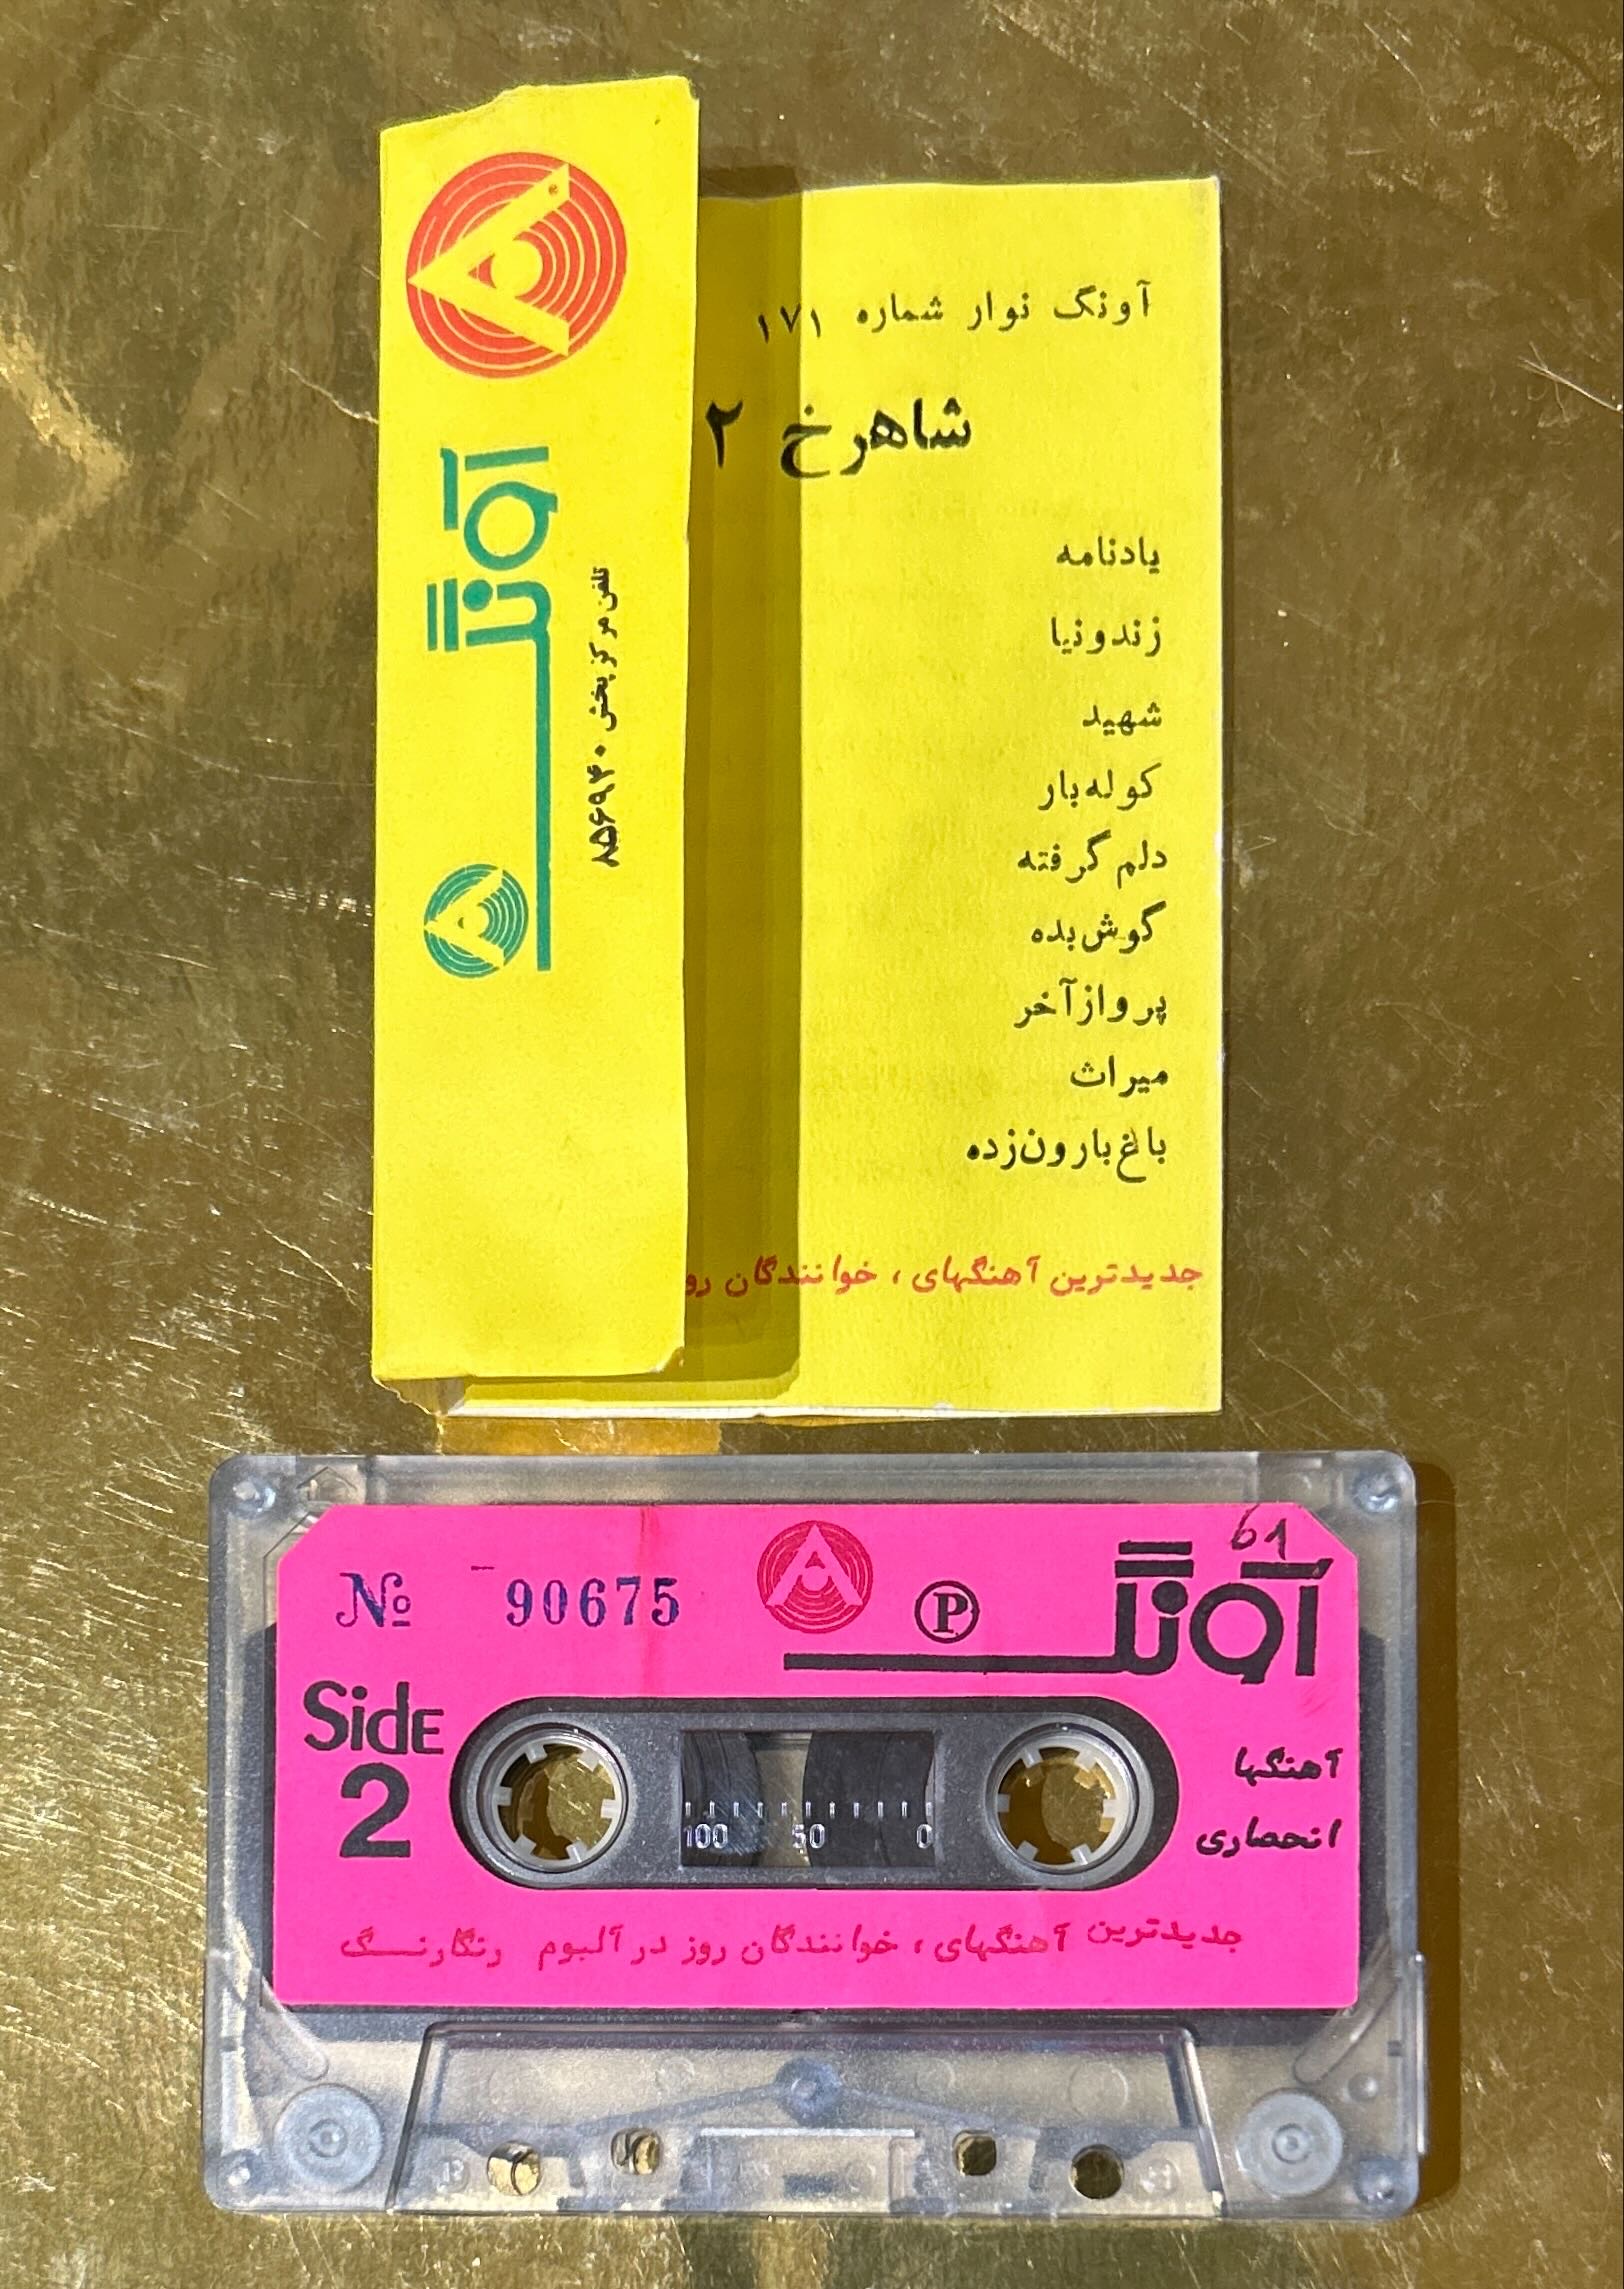 آونگ
تلفن مرکز پخش ۸۵۶۹۴۰
آونگ نوار شماره ۱۷۱
شاهرخ ۲
یادنامه
زندونیا
شهید
کوله‌بار
دلم گرفته
گوش بده
پرواز آخر
میراث
باغ بارون‌زده
جدیدترین آهنگهای ، خوانندگان رو
61
№ 90675
Ⓟ
آونگ
Side
2
آهنگها
انحصاری
100 50 0
جدیدترین آهنگهای ، خوانندگان روز در آلبوم رنگارنگ